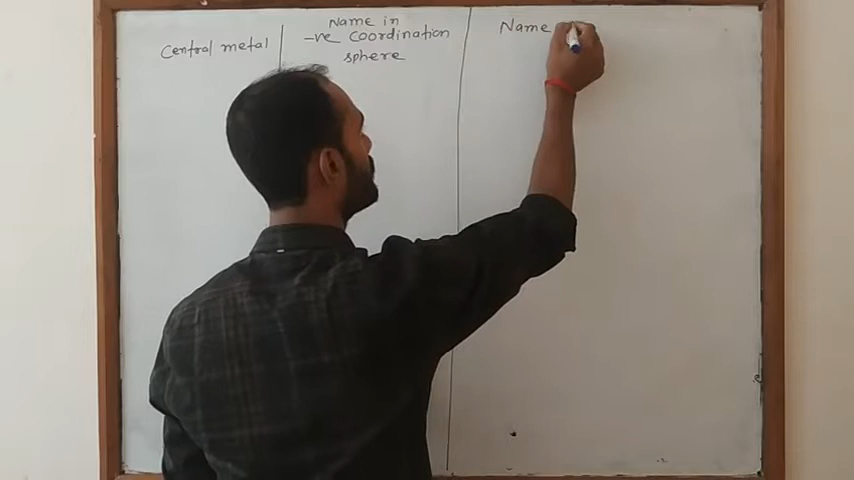 Central metal
Name in
-ve Coordination
sphere
Name